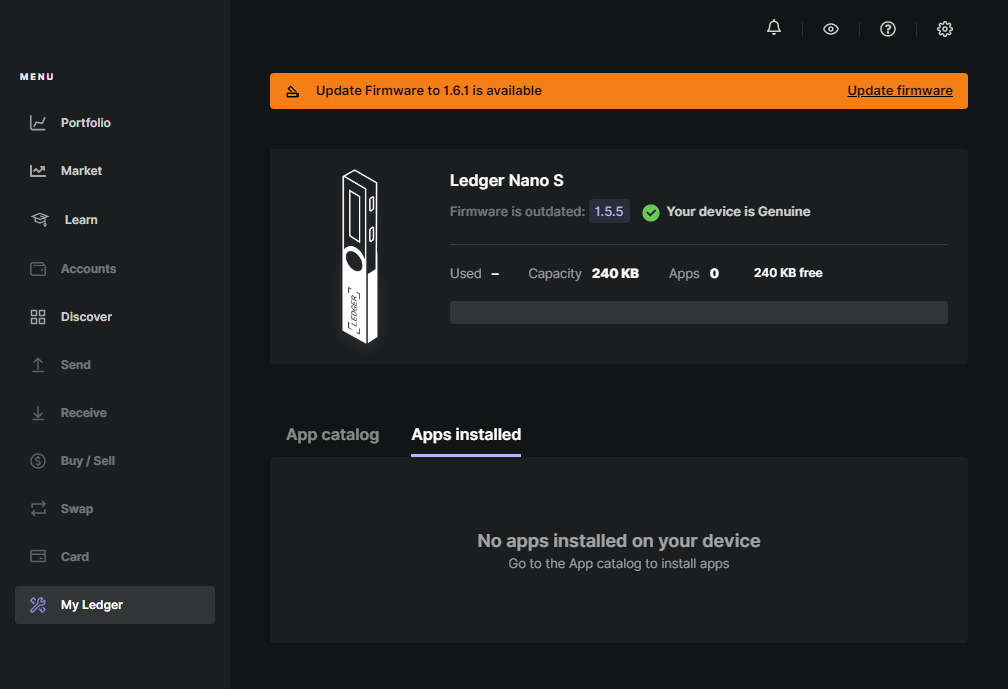 MENU
Portfolio
Market
Learn
Accounts
Discover
Send
Receive
Buy / Sell
Swap
Card
My Ledger
Update Firmware to 1.6.1 is available
Update firmware
LEDGER
Ledger Nano S
Firmware is outdated: 1.5.5 Your device is Genuine
Used – Capacity 240 KB Apps 0 240 KB free
App catalog Apps installed
No apps installed on your device
Go to the App catalog to install apps